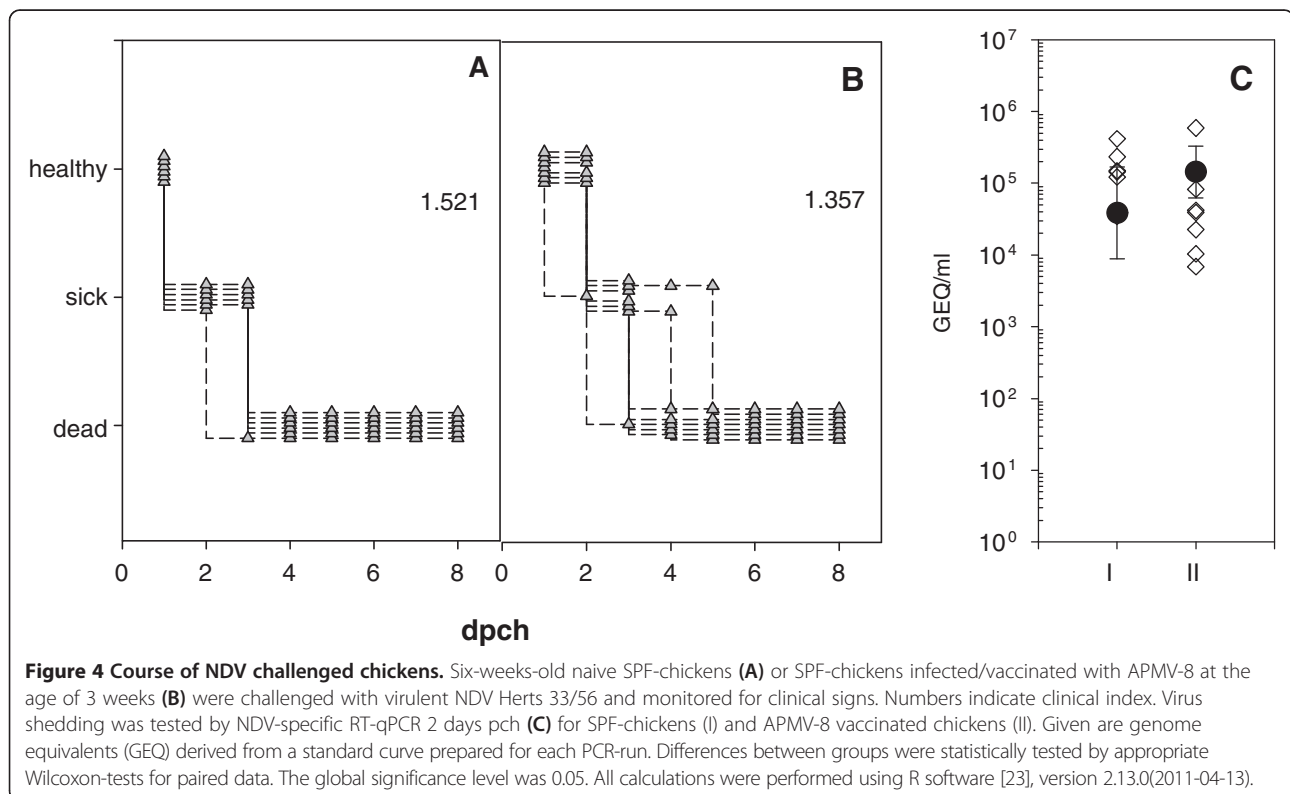 A
B
C
healthy
sick
dead
1.521
1.357
0 2 4 6 8
0 2 4 6 8
dpch
GEQ/ml
10⁷
10⁶
10⁵
10⁴
10³
10²
10¹
10⁰
I II
Figure 4 Course of NDV challenged chickens. Six-weeks-old naive SPF-chickens (A) or SPF-chickens infected/vaccinated with APMV-8 at the
age of 3 weeks (B) were challenged with virulent NDV Herts 33/56 and monitored for clinical signs. Numbers indicate clinical index. Virus
shedding was tested by NDV-specific RT-qPCR 2 days pch (C) for SPF-chickens (I) and APMV-8 vaccinated chickens (II). Given are genome
equivalents (GEQ) derived from a standard curve prepared for each PCR-run. Differences between groups were statistically tested by appropriate
Wilcoxon-tests for paired data. The global significance level was 0.05. All calculations were performed using R software [23], version 2.13.0(2011-04-13).